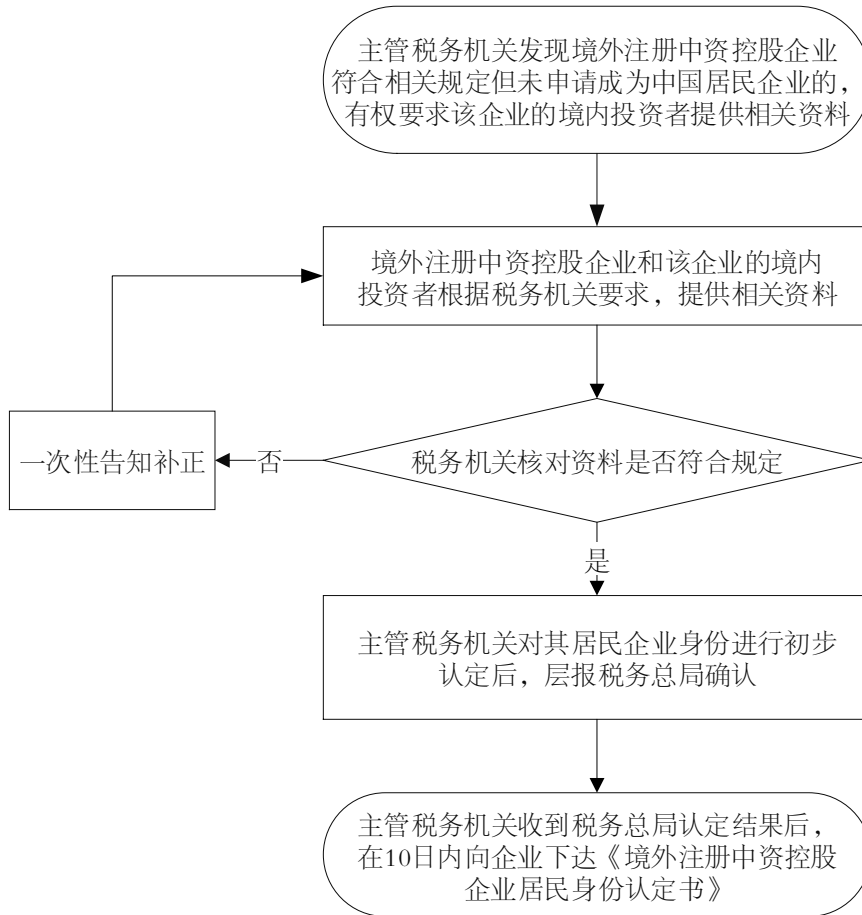 主管税务机关发现境外注册中资控股企业
符合相关规定但未申请成为中国居民企业的，
有权要求该企业的境内投资者提供相关资料
境外注册中资控股企业和该企业的境内
投资者根据税务机关要求，提供相关资料
一次性告知补正
否
税务机关核对资料是否符合规定
是
主管税务机关对其居民企业身份进行初步
认定后，层报税务总局确认
主管税务机关收到税务总局认定结果后，
在10日内向企业下达《境外注册中资控股
企业居民身份认定书》